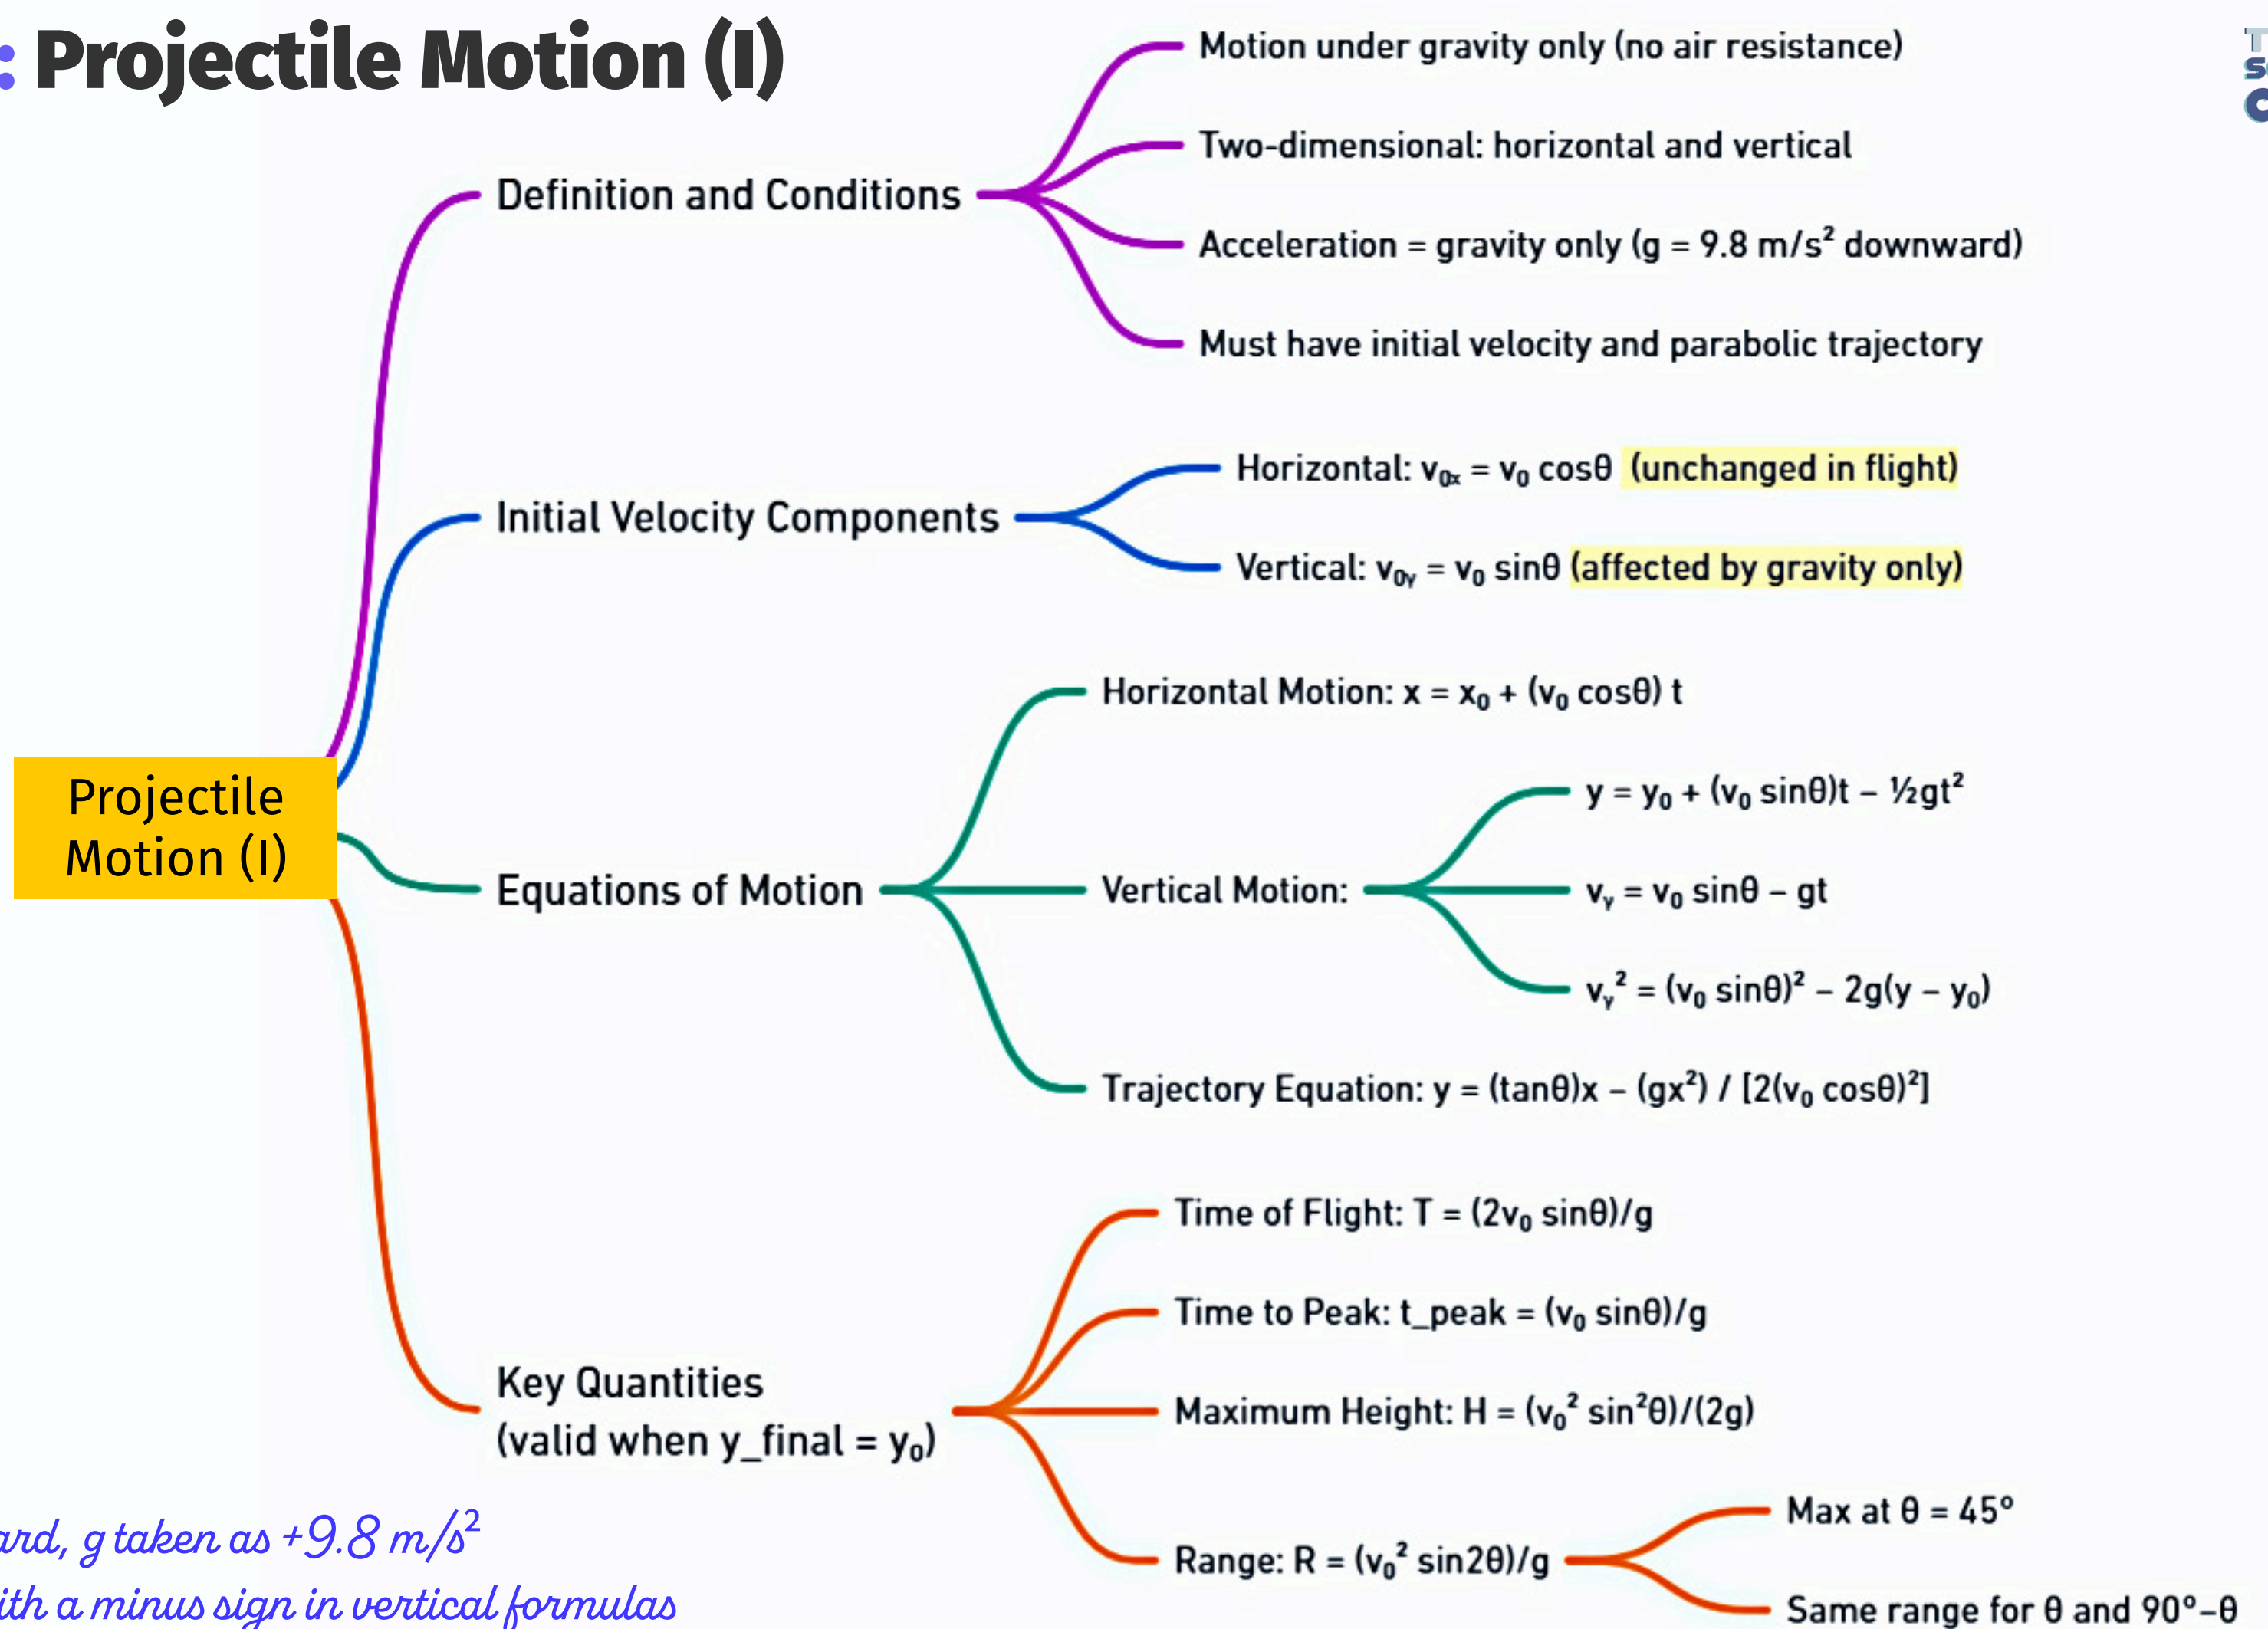 : Projectile Motion (I)
Motion under gravity only (no air resistance)
Two-dimensional: horizontal and vertical
Definition and Conditions
Acceleration = gravity only (g = 9.8 m/s² downward)
Must have initial velocity and parabolic trajectory
Horizontal: v₀ₓ = v₀ cosθ (unchanged in flight)
Initial Velocity Components
Vertical: v₀ᵧ = v₀ sinθ (affected by gravity only)
Horizontal Motion: x = x₀ + (v₀ cosθ) t
Projectile
Motion (I)
y = y₀ + (v₀ sinθ)t – ½gt²
Equations of Motion
Vertical Motion:
vᵧ = v₀ sinθ – gt
vᵧ² = (v₀ sinθ)² – 2g(y – y₀)
Trajectory Equation: y = (tanθ)x – (gx²) / [2(v₀ cosθ)²]
Time of Flight: T = (2v₀ sinθ)/g
Time to Peak: t_peak = (v₀ sinθ)/g
Key Quantities
(valid when y_final = y₀)
Maximum Height: H = (v₀² sin²θ)/(2g)
Range: R = (v₀² sin2θ)/g
Max at θ = 45°
Same range for θ and 90°–θ
g taken as +9.8 m/s²
a minus sign in vertical formulas